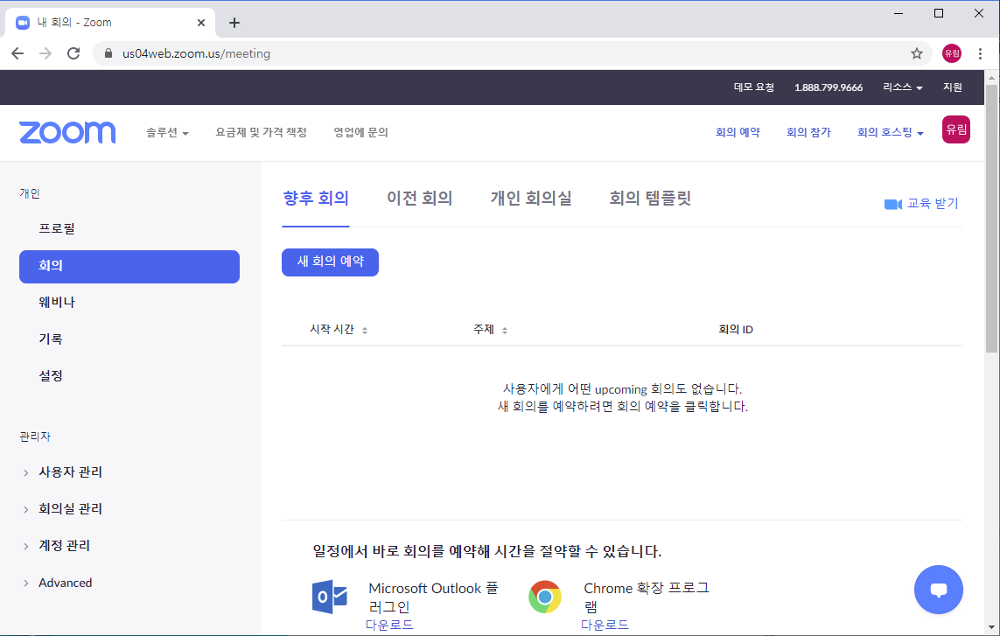 내 회의 - Zoom
us04web.zoom.us/meeting
유림
데모 요청 1.888.799.9666 리소스 지원
zoom 솔루션 요금제 및 가격 책정 영업에 문의 회의 예약 회의 참가 회의 호스팅 유림
개인
프로필
회의
웨비나
기록
설정
관리자
사용자 관리
회의실 관리
계정 관리
Advanced
향후 회의 이전 회의 개인 회의실 회의 템플릿
교육 받기
새 회의 예약
시작 시간 주제 회의 ID
사용자에게 어떤 upcoming 회의도 없습니다.
새 회의를 예약하려면 회의 예약을 클릭합니다.
일정에서 바로 회의를 예약해 시간을 절약할 수 있습니다.
Microsoft Outlook 플
러그인
다운로드
Chrome 확장 프로그
램
다운로드